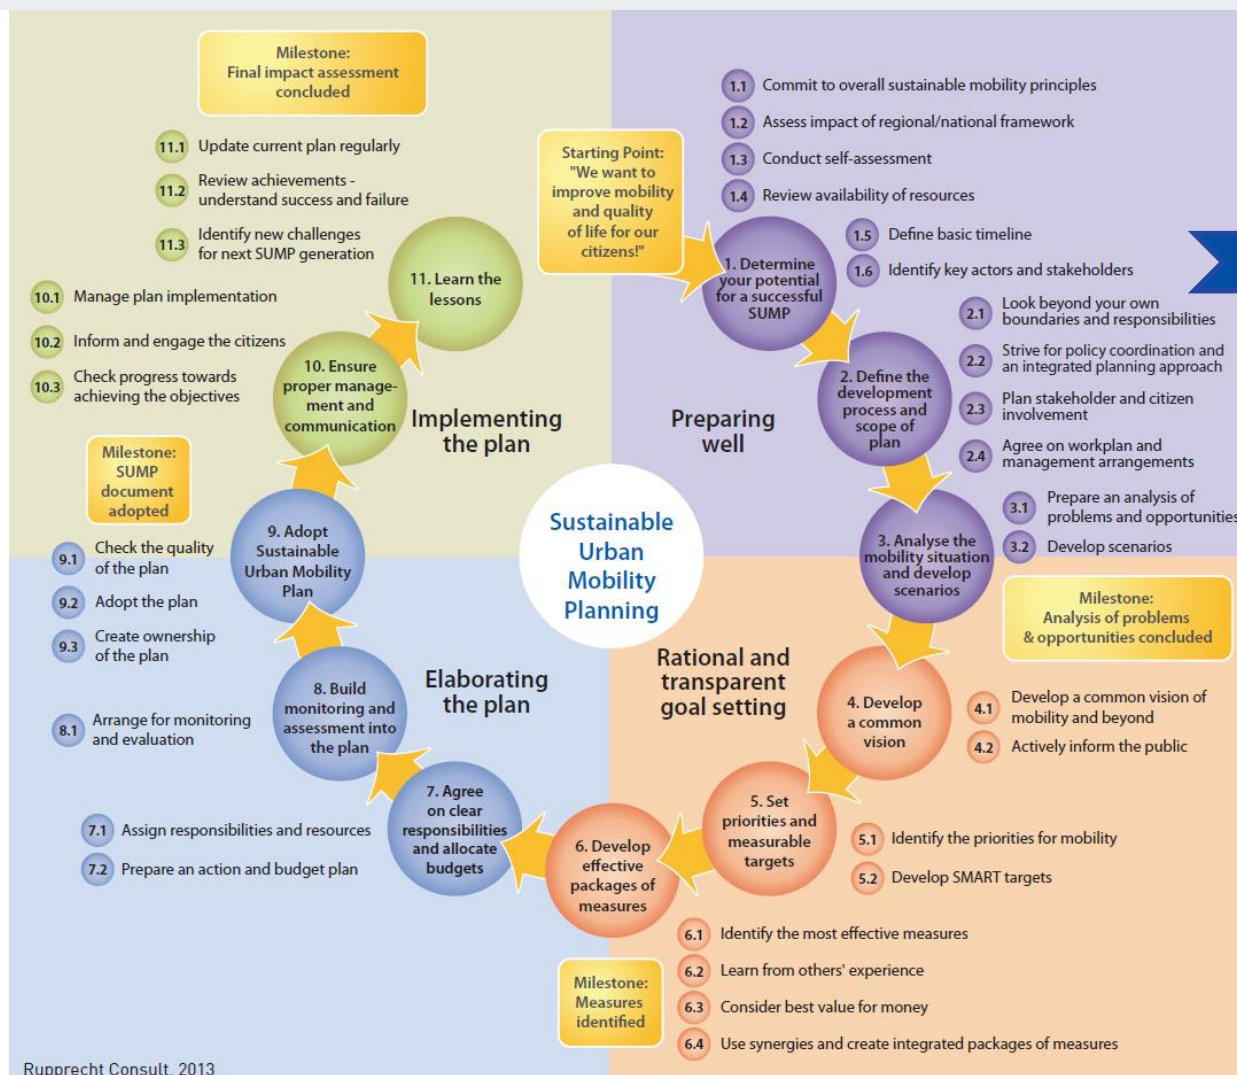 Milestone:
Final impact assessment
concluded
11.1 Update current plan regularly
11.2 Review achievements -
understand success and failure
11.3 Identify new challenges
for next SUMP generation
11. Learn the
lessons
10.1 Manage plan implementation
10.2 Inform and engage the citizens
10.3 Check progress towards
achieving the objectives
10. Ensure
proper manage-
ment and
communication
Implementing
the plan
Milestone:
SUMP
document
adopted
Starting Point:
"We want to
improve mobility
and quality
of life for our
citizens!"
1.1 Commit to overall sustainable mobility principles
1.2 Assess impact of regional/national framework
1.3 Conduct self-assessment
1.4 Review availability of resources
1.5 Define basic timeline
1.6 Identify key actors and stakeholders
1. Determine
your potential
for a successful
SUMP
2.1 Look beyond your own
boundaries and responsibilities
2.2 Strive for policy coordination and
an integrated planning approach
2.3 Plan stakeholder and citizen
involvement
2.4 Agree on workplan and
management arrangements
2. Define the
development
process and
scope of
plan
Preparing
well
3.1 Prepare an analysis of
problems and opportunities
3.2 Develop scenarios
3. Analyse the
mobility situation
and develop
scenarios
Milestone:
Analysis of problems
& opportunities concluded
Sustainable
Urban
Mobility
Planning
Rational and
transparent
goal setting
4. Develop
a common
vision
4.1 Develop a common vision of
mobility and beyond
4.2 Actively inform the public
5. Set
priorities and
measurable
targets
5.1 Identify the priorities for mobility
5.2 Develop SMART targets
6. Develop
effective
packages of
measures
6.1 Identify the most effective measures
6.2 Learn from others' experience
6.3 Consider best value for money
6.4 Use synergies and create integrated packages of measures
Milestone:
Measures
identified
Elaborating
the plan
7. Agree
on clear
responsibilities
and allocate
budgets
7.1 Assign responsibilities and resources
7.2 Prepare an action and budget plan
8. Build
monitoring and
assessment into
the plan
8.1 Arrange for monitoring
and evaluation
9. Adopt
Sustainable
Urban Mobility
Plan
9.1 Check the quality
of the plan
9.2 Adopt the plan
9.3 Create ownership
of the plan
Rupprecht Consult, 2013